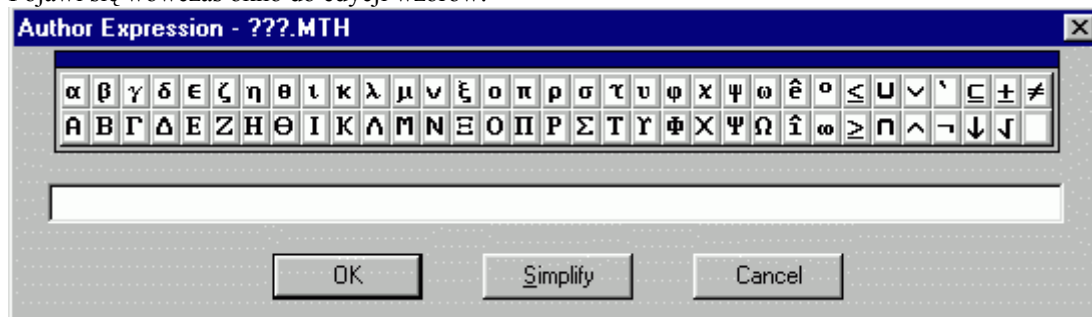 Pojawi się wówczas okno do edycji wzorów:
Author Expression - ???.MTH
α β γ δ ε ζ η θ ι κ λ μ ν ξ ο π ρ σ τ υ φ χ ψ ω ê ° ≤ ∪ ∨ ` ⊆ ± ≠
Α Β Γ Δ Ε Ζ Η Θ Ι Κ Λ Μ Ν Ξ Ο Π Ρ Σ Τ Υ Φ Χ Ψ Ω î ∞ ≥ ∩ ∧ ¬ ↓ √
OK Simplify Cancel